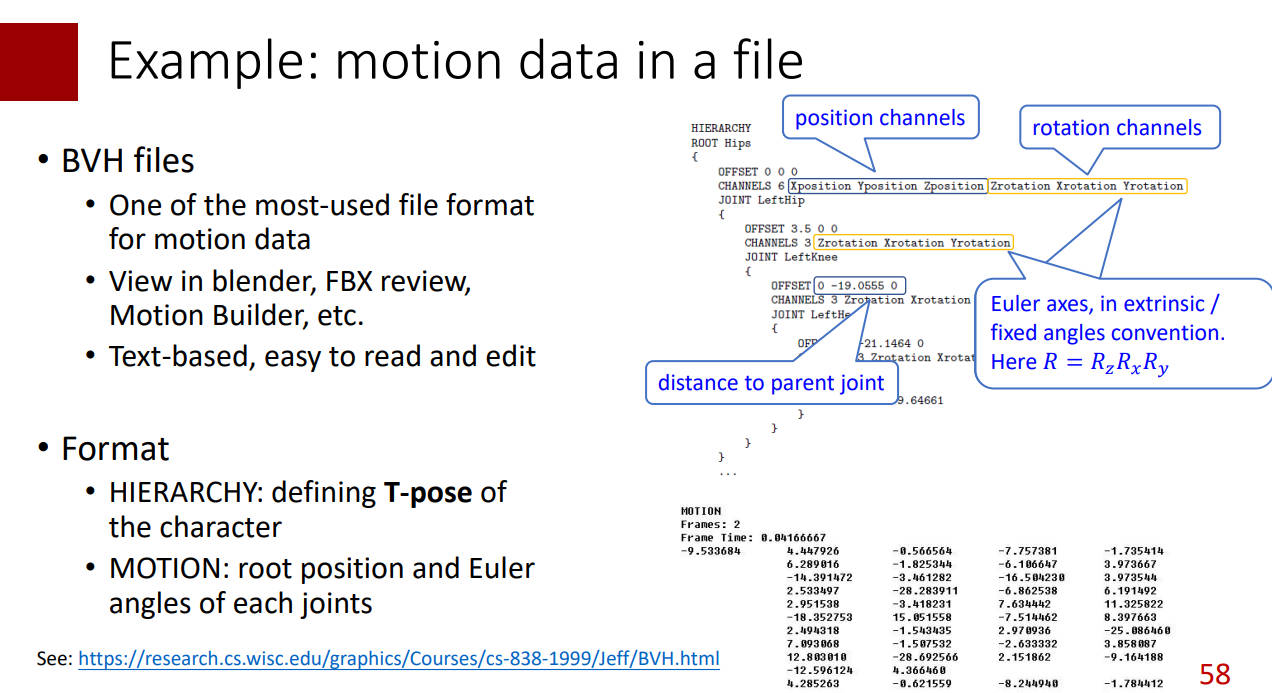 Example: motion data in a file
• BVH files
• One of the most-used file format
for motion data
• View in blender, FBX review,
Motion Builder, etc.
• Text-based, easy to read and edit
• Format
• HIERARCHY: defining T-pose of
the character
• MOTION: root position and Euler
angles of each joints
See: https://research.cs.wisc.edu/graphics/Courses/cs-838-1999/Jeff/BVH.html
position channels
rotation channels
HIERARCHY
ROOT Hips
{
OFFSET 0 0 0
CHANNELS 6 Xposition Yposition Zposition Zrotation Xrotation Yrotation
JOINT LeftHip
{
OFFSET 3.5 0 0
CHANNELS 3 Zrotation Xrotation Yrotation
JOINT LeftKnee
{
OFFSET 0 -19.0555 0
CHANNELS 3 Zrotation Xrotation
JOINT
{
-21.1464 0
3 Zrotation
9.64661
}
}
}
}
...
Euler axes, in extrinsic /
fixed angles convention.
Here R = R_z R_x R_y
distance to parent joint
MOTION
Frames: 2
Frame Time: 0.04166667
-9.533684 4.447926 -0.566564 -7.757381 -1.735414
6.289016 -1.825344 -6.106647 3.973667
-14.391472 -3.461282 -16.504230 3.973544
2.533497 -28.283911 -6.862538 6.191492
2.951538 -3.418231 7.634442 11.325822
-18.352753 15.051558 -7.514462 8.397663
2.494318 -1.543435 2.970936 -25.086460
7.093068 -1.507532 -2.633332 3.858087
12.803010 -28.692566 2.151862 -9.164188
-12.596124 4.366460
4.285263 -0.621559 -8.244940 -1.784412
58